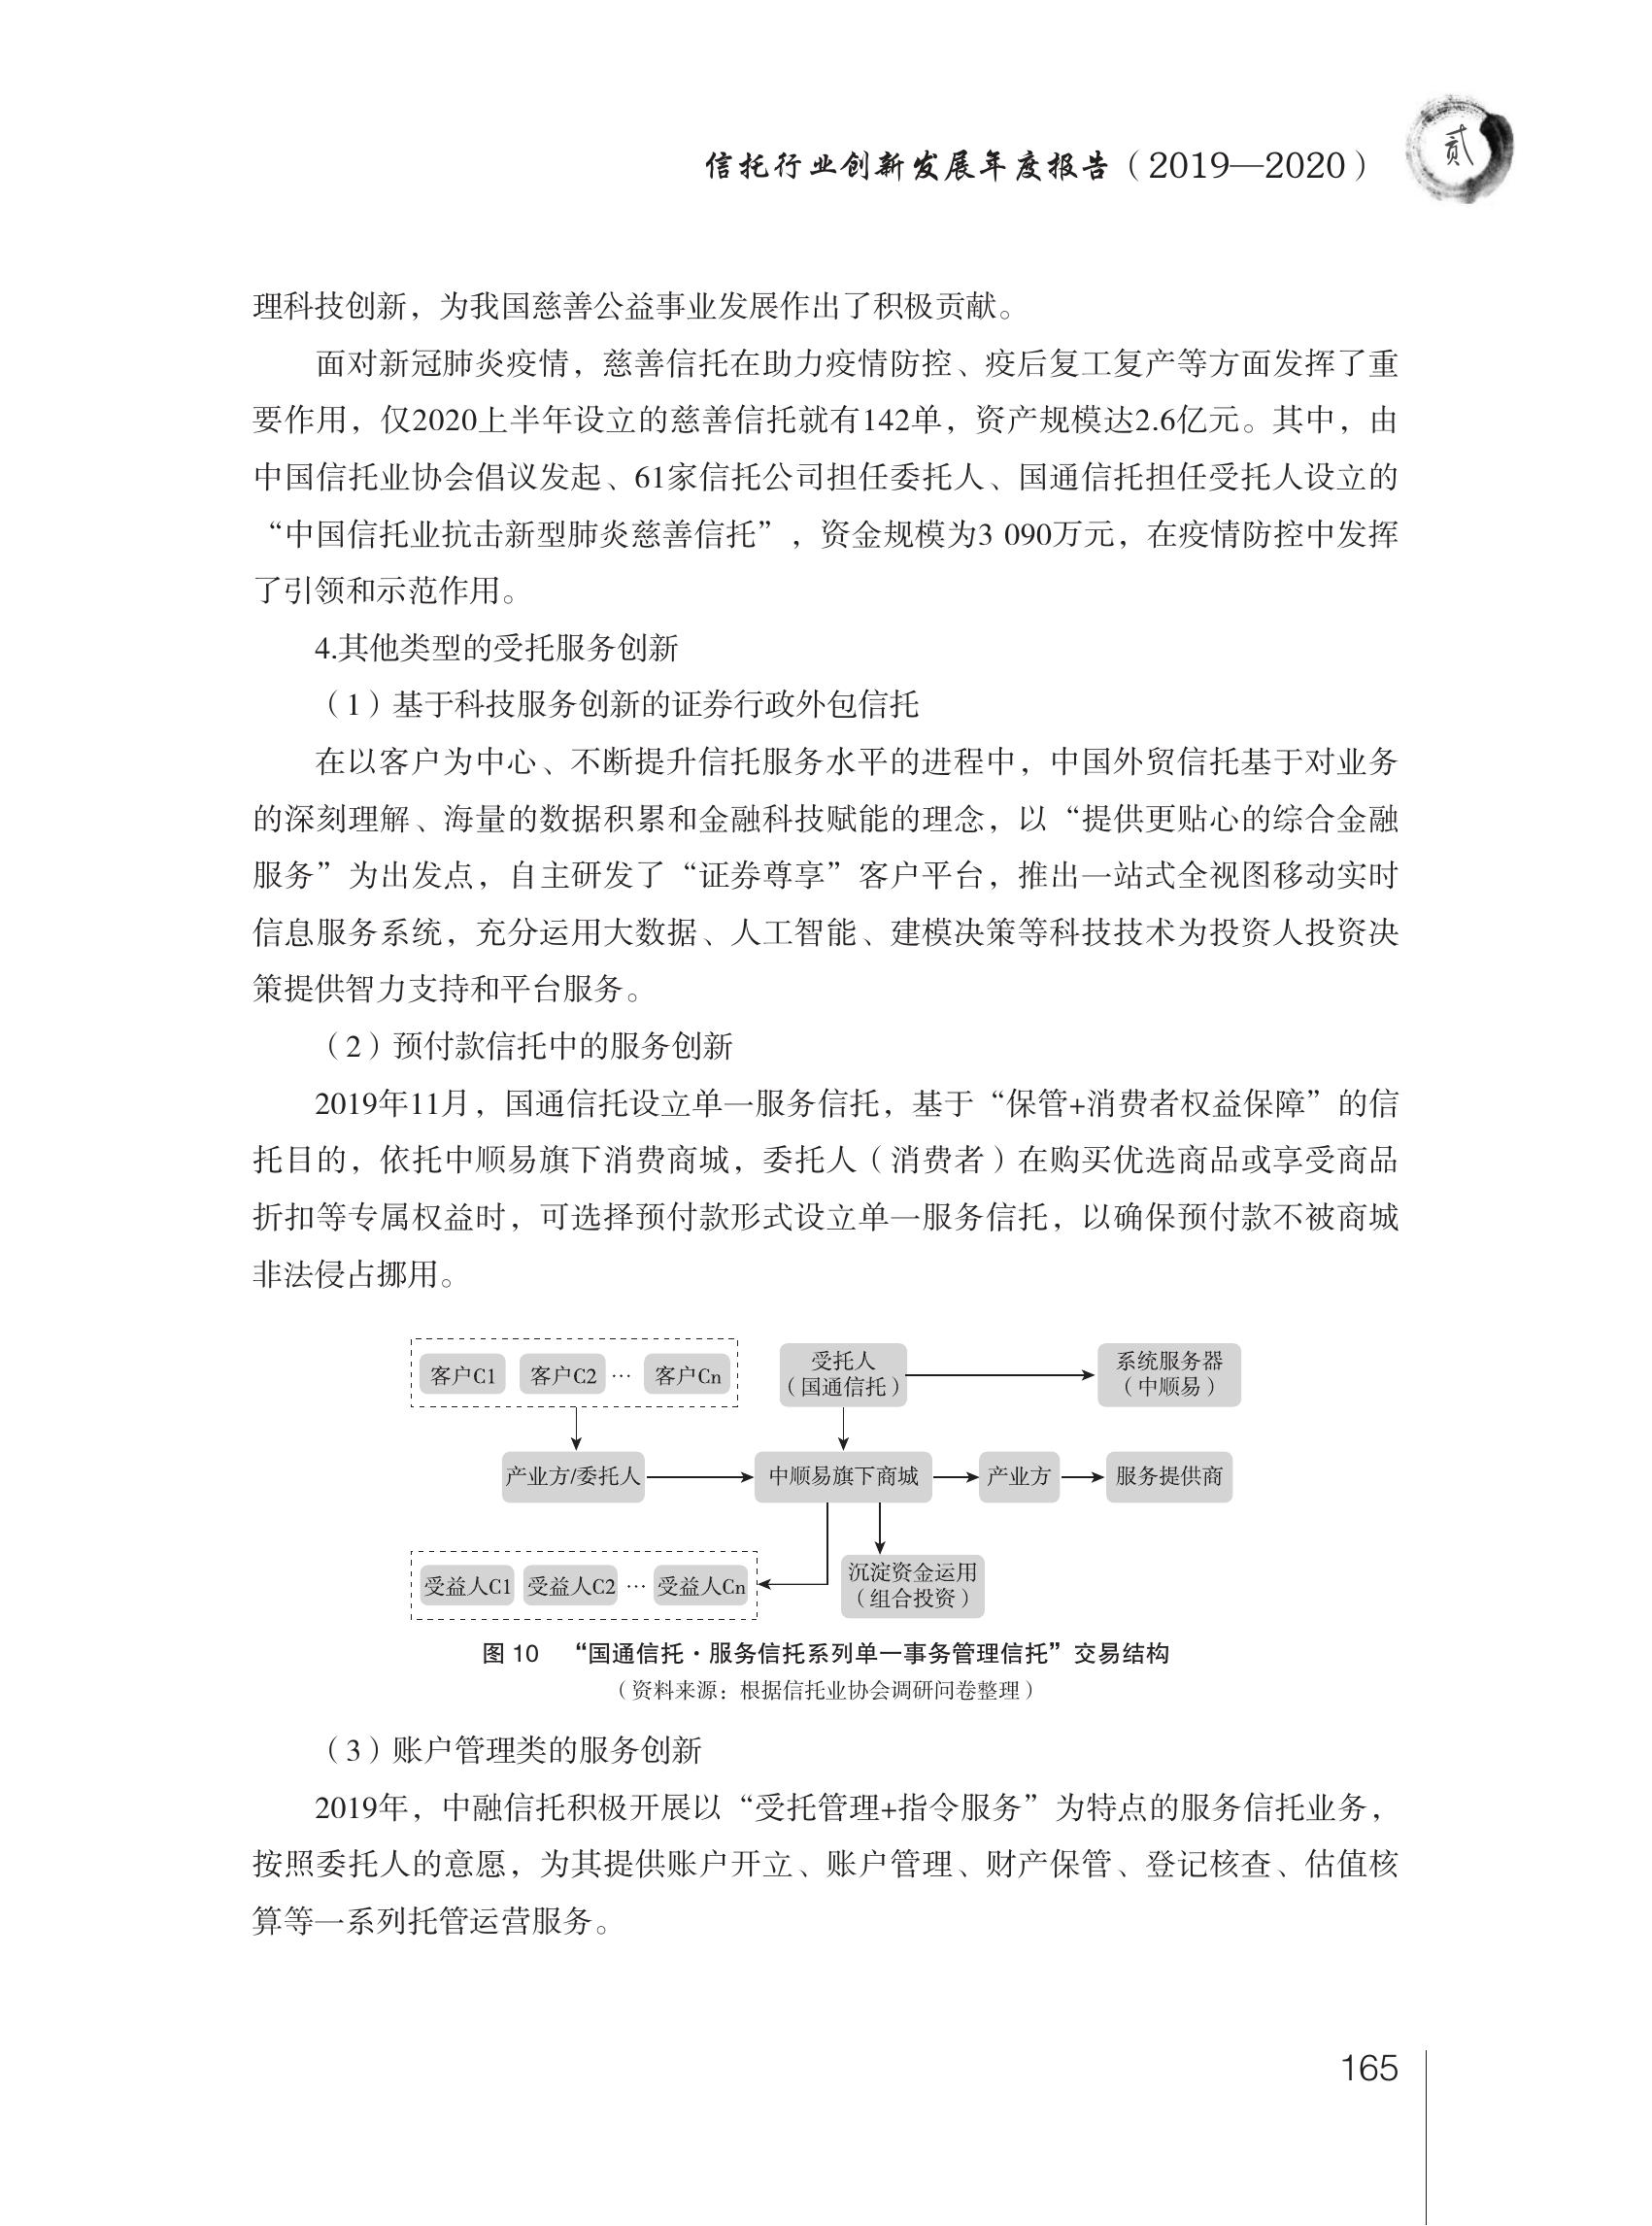 信托行业创新发展年度报告（2019—2020）
贰
理科技创新，为我国慈善公益事业发展作出了积极贡献。
面对新冠肺炎疫情，慈善信托在助力疫情防控、疫后复工复产等方面发挥了重
要作用，仅2020上半年设立的慈善信托就有142单，资产规模达2.6亿元。其中，由
中国信托业协会倡议发起、61家信托公司担任委托人、国通信托担任受托人设立的
“中国信托业抗击新型肺炎慈善信托”，资金规模为3 090万元，在疫情防控中发挥
了引领和示范作用。
4.其他类型的受托服务创新
（1）基于科技服务创新的证券行政外包信托
在以客户为中心、不断提升信托服务水平的进程中，中国外贸信托基于对业务
的深刻理解、海量的数据积累和金融科技赋能的理念，以“提供更贴心的综合金融
服务”为出发点，自主研发了“证券尊享”客户平台，推出一站式全视图移动实时
信息服务系统，充分运用大数据、人工智能、建模决策等科技技术为投资人投资决
策提供智力支持和平台服务。
（2）预付款信托中的服务创新
2019年11月，国通信托设立单一服务信托，基于“保管+消费者权益保障”的信
托目的，依托中顺易旗下消费商城，委托人（消费者）在购买优选商品或享受商品
折扣等专属权益时，可选择预付款形式设立单一服务信托，以确保预付款不被商城
非法侵占挪用。
客户C1 客户C2 … 客户Cn
受托人
（国通信托）
系统服务器
（中顺易）
产业方/委托人
中顺易旗下商城
产业方
服务提供商
受益人C1 受益人C2 … 受益人Cn
沉淀资金运用
（组合投资）
图 10 “国通信托·服务信托系列单一事务管理信托”交易结构
（资料来源：根据信托业协会调研问卷整理）
（3）账户管理类的服务创新
2019年，中融信托积极开展以“受托管理+指令服务”为特点的服务信托业务，
按照委托人的意愿，为其提供账户开立、账户管理、财产保管、登记核查、估值核
算等一系列托管运营服务。
165